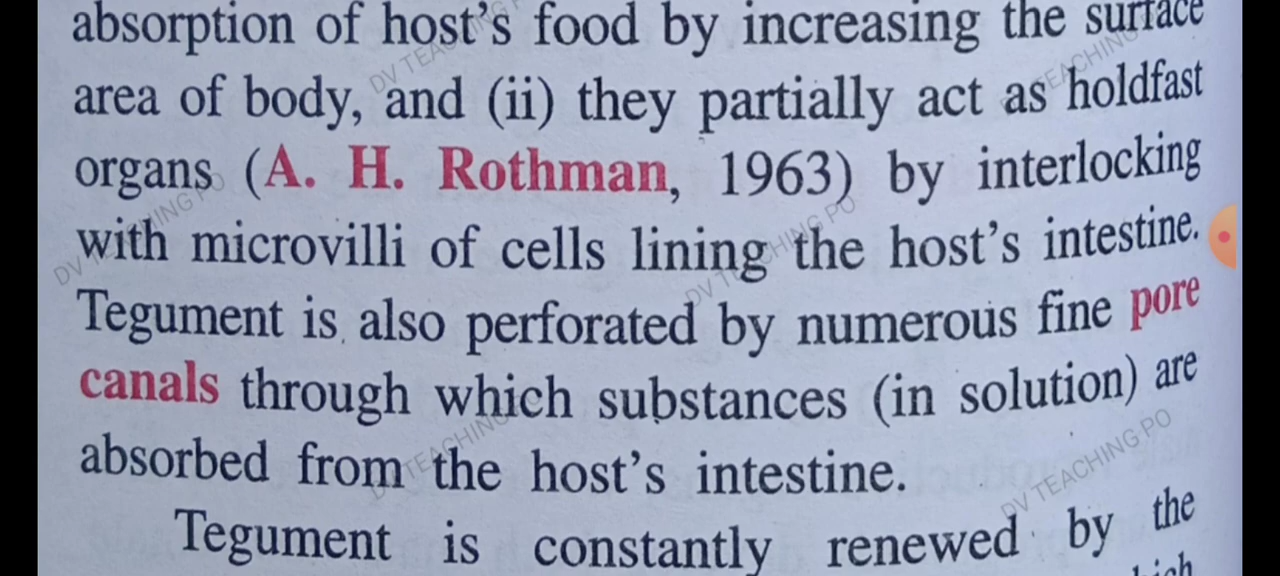 absorption of host's food by increasing the surface
area of body, and (ii) they partially act as holdfast
organs (A. H. Rothman, 1963) by interlocking
with microvilli of cells lining the host's intestine.
Tegument is also perforated by numerous fine pore
canals through which substances (in solution) are
absorbed from the host's intestine.
Tegument is constantly renewed by the